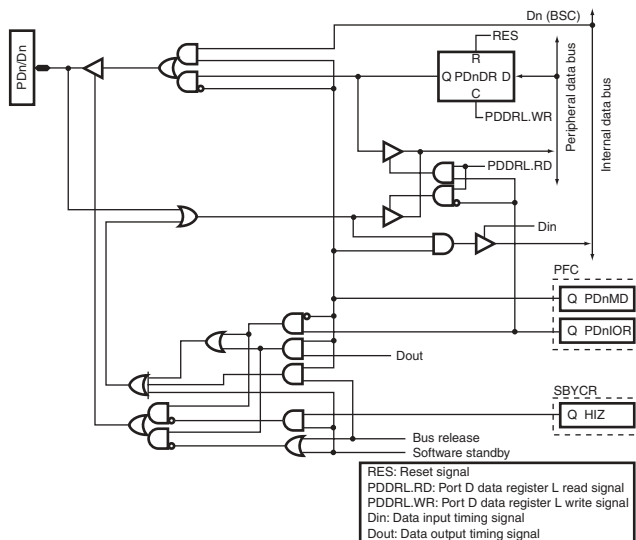 PDn/Dn
Dn (BSC)
RES
R
Q PDnDR D
C
PDDRL.WR
Peripheral data bus
Internal data bus
PDDRL.RD
Din
PFC
Q PDnMD
Q PDnIOR
Dout
SBYCR
Q HIZ
Bus release
Software standby
RES: Reset signal
PDDRL.RD: Port D data register L read signal
PDDRL.WR: Port D data register L write signal
Din: Data input timing signal
Dout: Data output timing signal